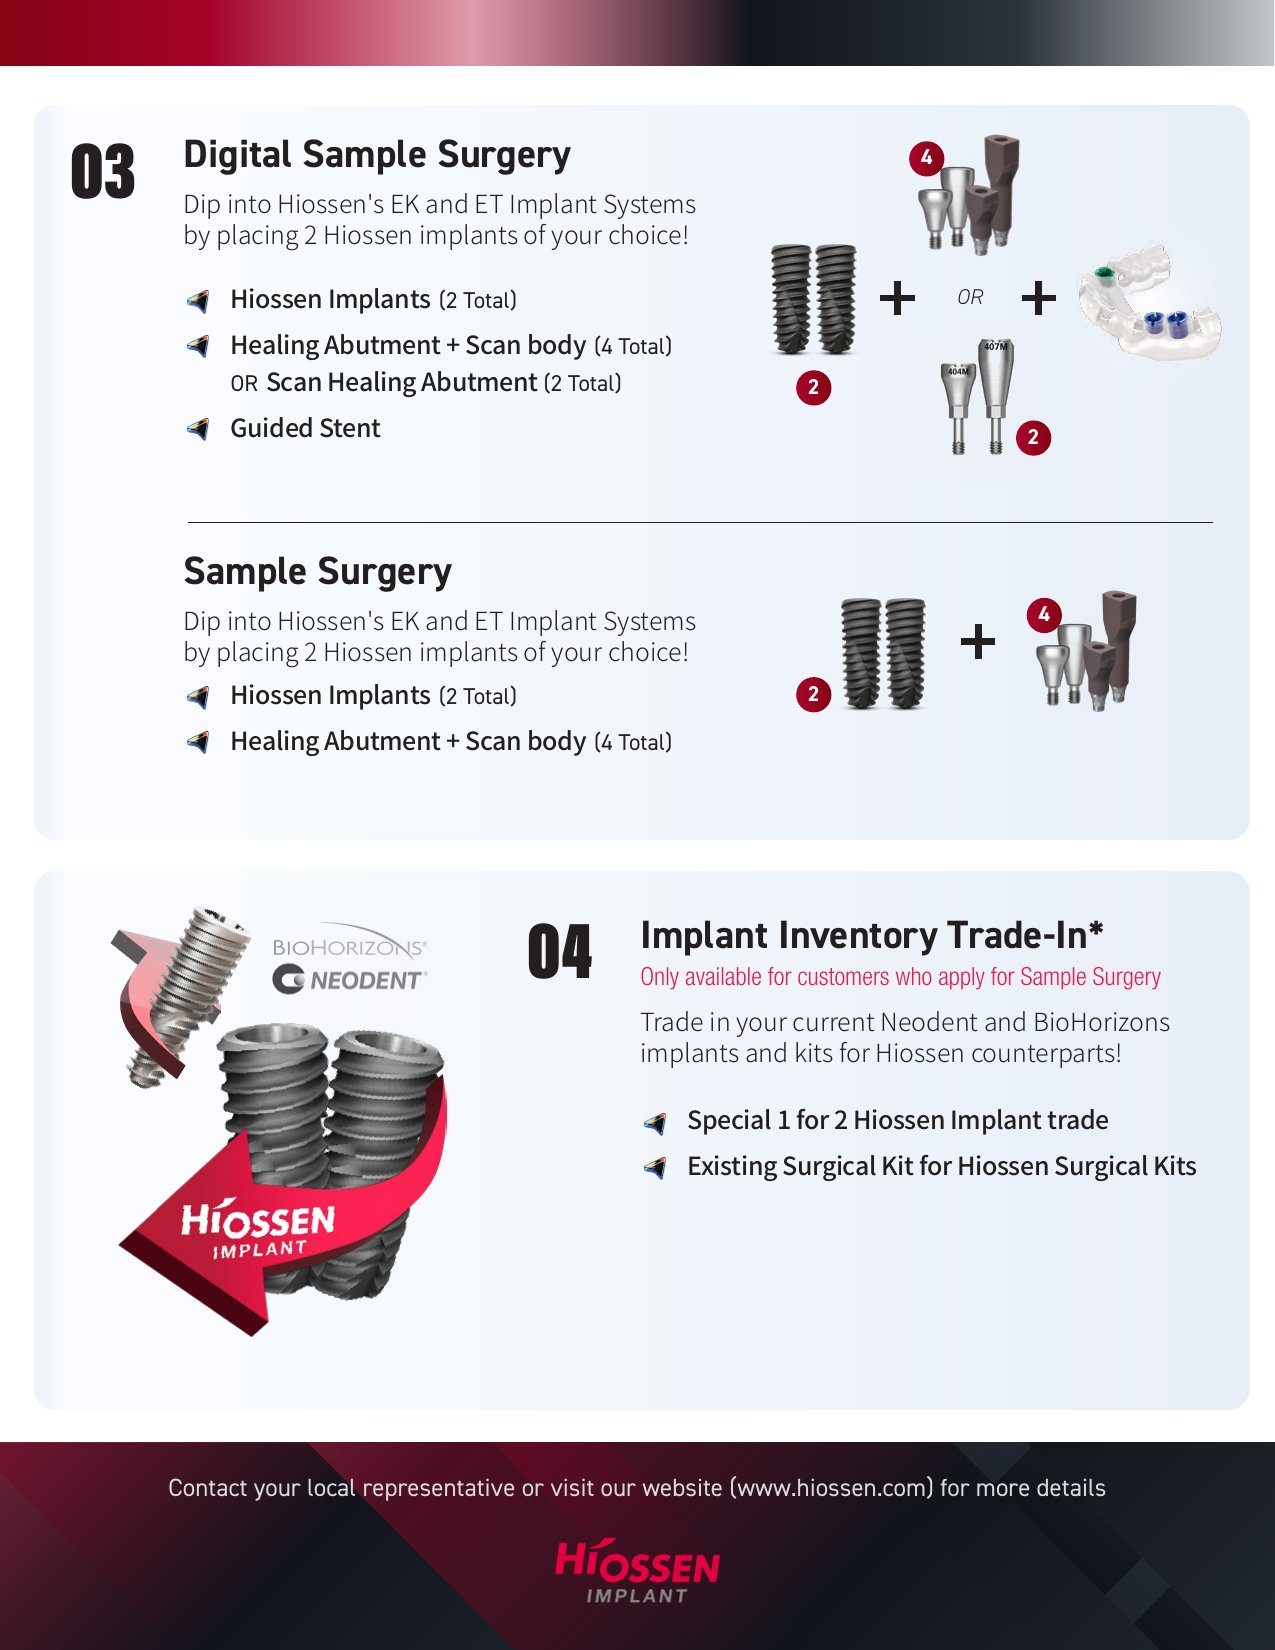 03
Digital Sample Surgery
Dip into Hiossen's EK and ET Implant Systems
by placing 2 Hiossen implants of your choice!
Hiossen Implants (2 Total)
Healing Abutment + Scan body (4 Total)
OR Scan Healing Abutment (2 Total)
Guided Stent
4
2
+
OR
+
404M
407M
2
Sample Surgery
Dip into Hiossen's EK and ET Implant Systems
by placing 2 Hiossen implants of your choice!
Hiossen Implants (2 Total)
Healing Abutment + Scan body (4 Total)
2
+
4
BIOHORIZONS®
NEODENT®
HIOSSEN
IMPLANT
04
Implant Inventory Trade-In*
Only available for customers who apply for Sample Surgery
Trade in your current Neodent and BioHorizons
implants and kits for Hiossen counterparts!
Special 1 for 2 Hiossen Implant trade
Existing Surgical Kit for Hiossen Surgical Kits
Contact your local representative or visit our website (www.hiossen.com) for more details
HIOSSEN
IMPLANT